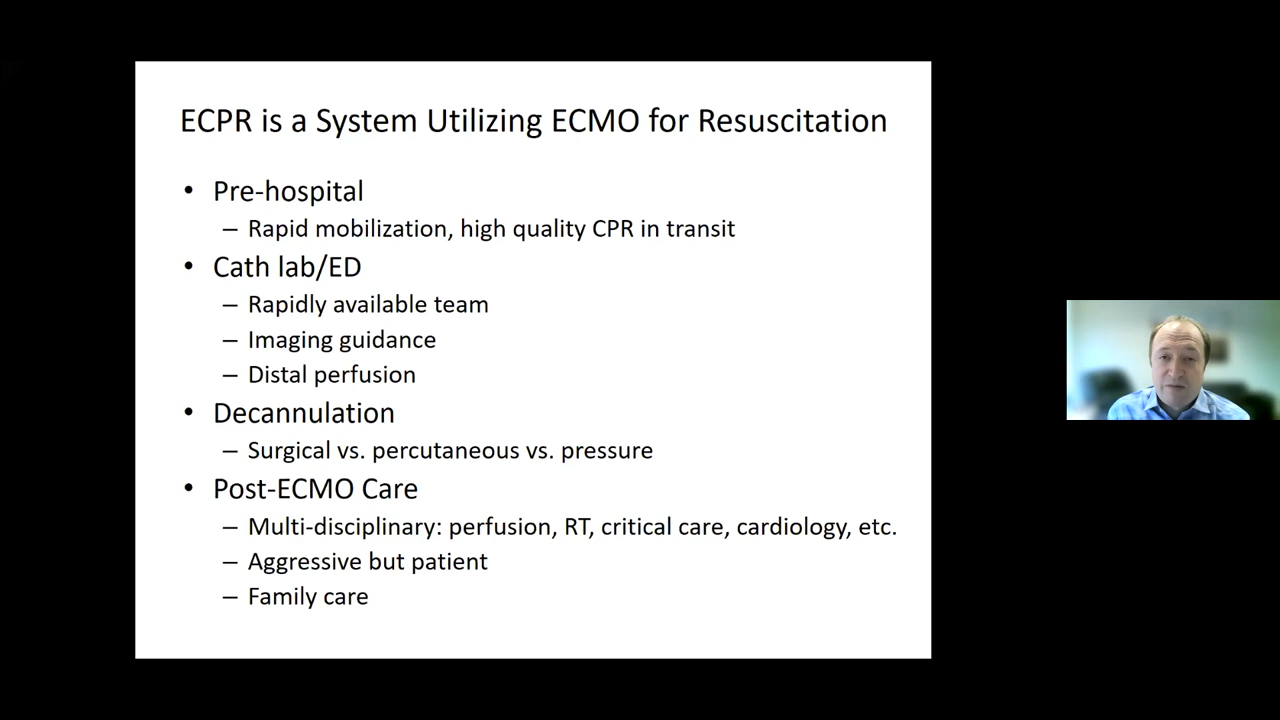 ECPR is a System Utilizing ECMO for Resuscitation
• Pre-hospital
– Rapid mobilization, high quality CPR in transit
• Cath lab/ED
– Rapidly available team
– Imaging guidance
– Distal perfusion
• Decannulation
– Surgical vs. percutaneous vs. pressure
• Post-ECMO Care
– Multi-disciplinary: perfusion, RT, critical care, cardiology, etc.
– Aggressive but patient
– Family care